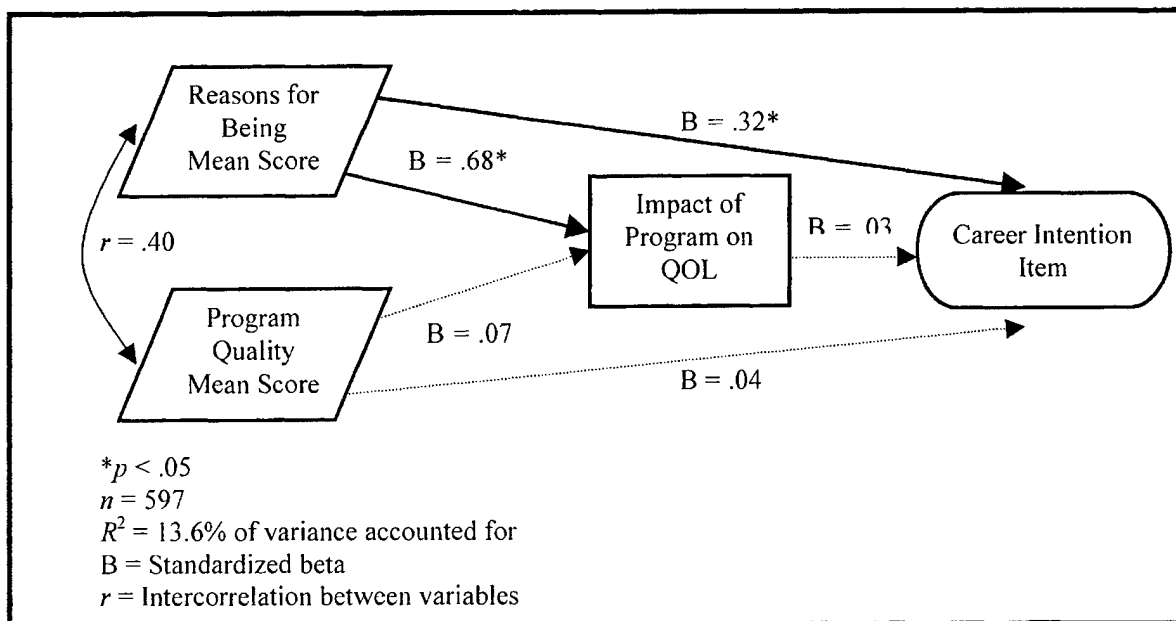 Reasons for
Being
Mean Score
B = .32*
B = .68*
Impact of
Program on
QOL
B = .03
Career Intention
Item
r = .40
Program
Quality
Mean Score
B = .07
B = .04
*p < .05
n = 597
R² = 13.6% of variance accounted for
B = Standardized beta
r = Intercorrelation between variables